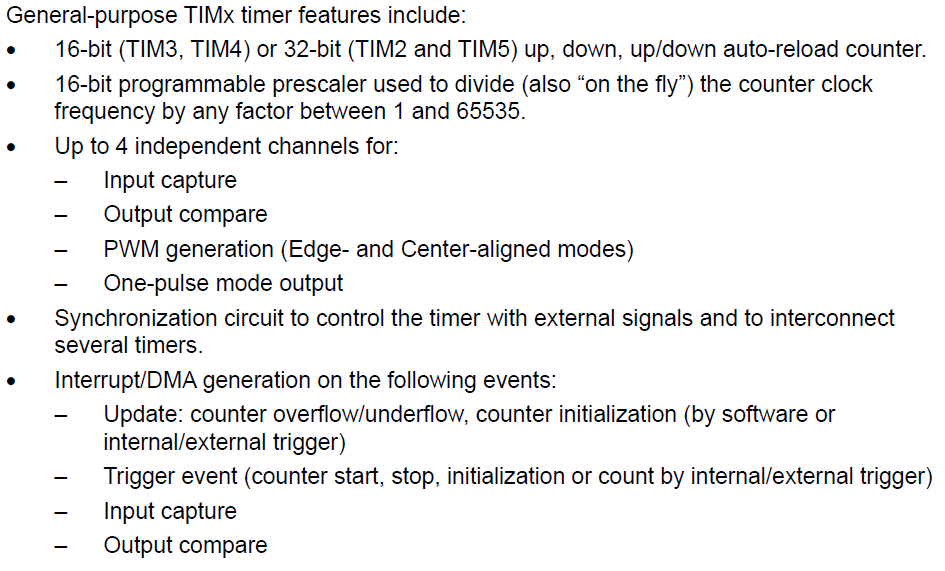 General-purpose TIMx timer features include:
• 16-bit (TIM3, TIM4) or 32-bit (TIM2 and TIM5) up, down, up/down auto-reload counter.
• 16-bit programmable prescaler used to divide (also “on the fly”) the counter clock
frequency by any factor between 1 and 65535.
• Up to 4 independent channels for:
– Input capture
– Output compare
– PWM generation (Edge- and Center-aligned modes)
– One-pulse mode output
• Synchronization circuit to control the timer with external signals and to interconnect
several timers.
• Interrupt/DMA generation on the following events:
– Update: counter overflow/underflow, counter initialization (by software or
internal/external trigger)
– Trigger event (counter start, stop, initialization or count by internal/external trigger)
– Input capture
– Output compare